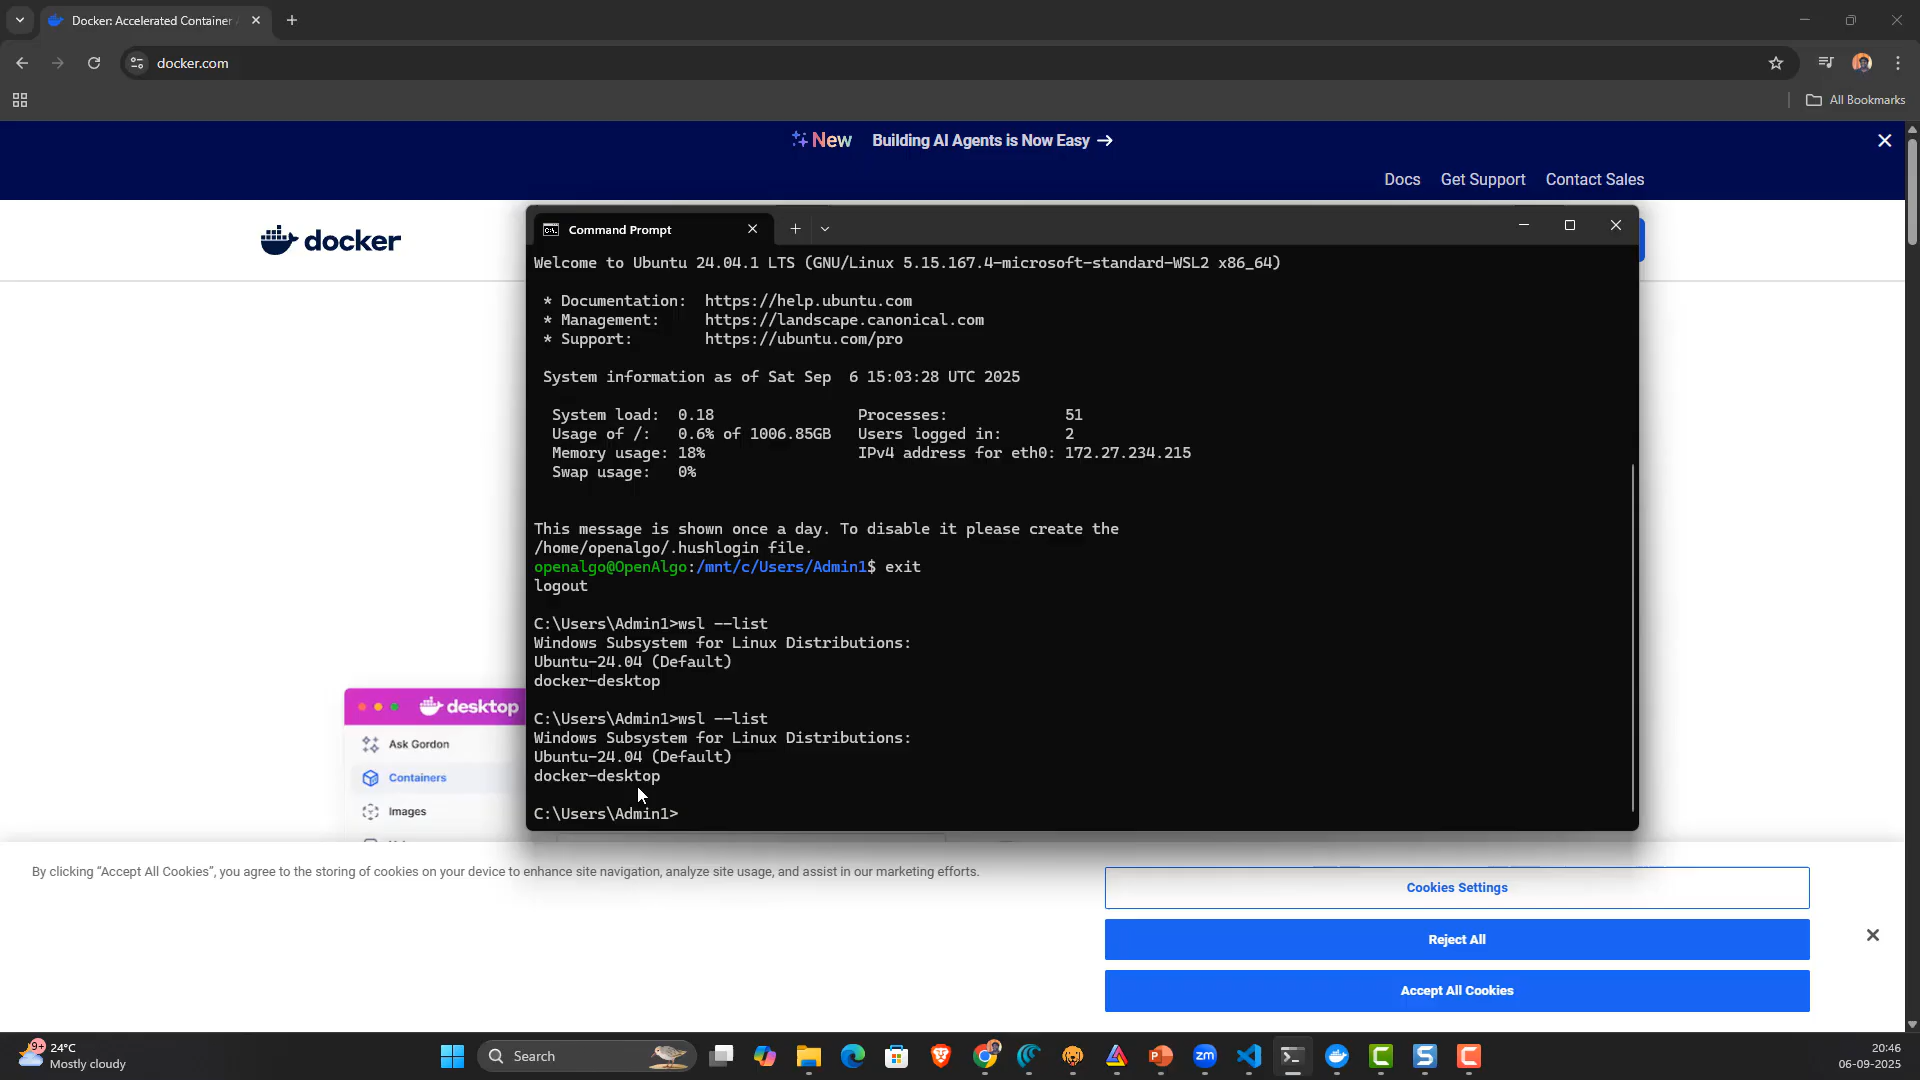 Docker: Accelerated Container
docker.com
All Bookmarks
New Building AI Agents is Now Easy →
Docs Get Support Contact Sales
docker
Command Prompt
Welcome to Ubuntu 24.04.1 LTS (GNU/Linux 5.15.167.4-microsoft-standard-WSL2 x86_64)
* Documentation: https://help.ubuntu.com
* Management: https://landscape.canonical.com
* Support: https://ubuntu.com/pro
System information as of Sat Sep 6 15:03:28 UTC 2025
System load: 0.18 Processes: 51
Usage of /: 0.6% of 1006.85GB Users logged in: 2
Memory usage: 18% IPv4 address for eth0: 172.27.234.215
Swap usage: 0%
This message is shown once a day. To disable it please create the
/home/openalgo/.hushlogin file.
openalgo@OpenAlgo:/mnt/c/Users/Admin1$ exit
logout
C:\Users\Admin1>wsl --list
Windows Subsystem for Linux Distributions:
Ubuntu-24.04 (Default)
docker-desktop
C:\Users\Admin1>wsl --list
Windows Subsystem for Linux Distributions:
Ubuntu-24.04 (Default)
docker-desktop
C:\Users\Admin1>
desktop
Ask Gordon
Containers
Images
By clicking “Accept All Cookies”, you agree to the storing of cookies on your device to enhance site navigation, analyze site usage, and assist in our marketing efforts.
Cookies Settings
Reject All
Accept All Cookies
9+
24°C
Mostly cloudy
Search
zm
20:46
06-09-2025